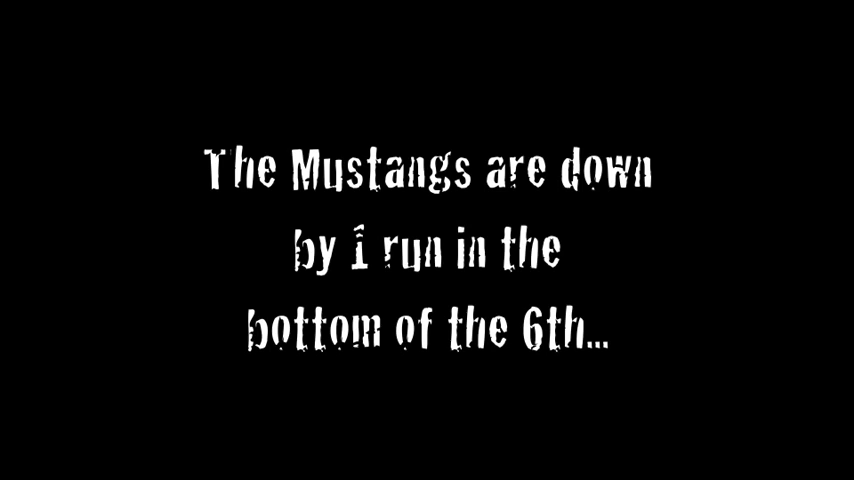 The Mustangs are down
by 1 run in the
bottom of the 6th...